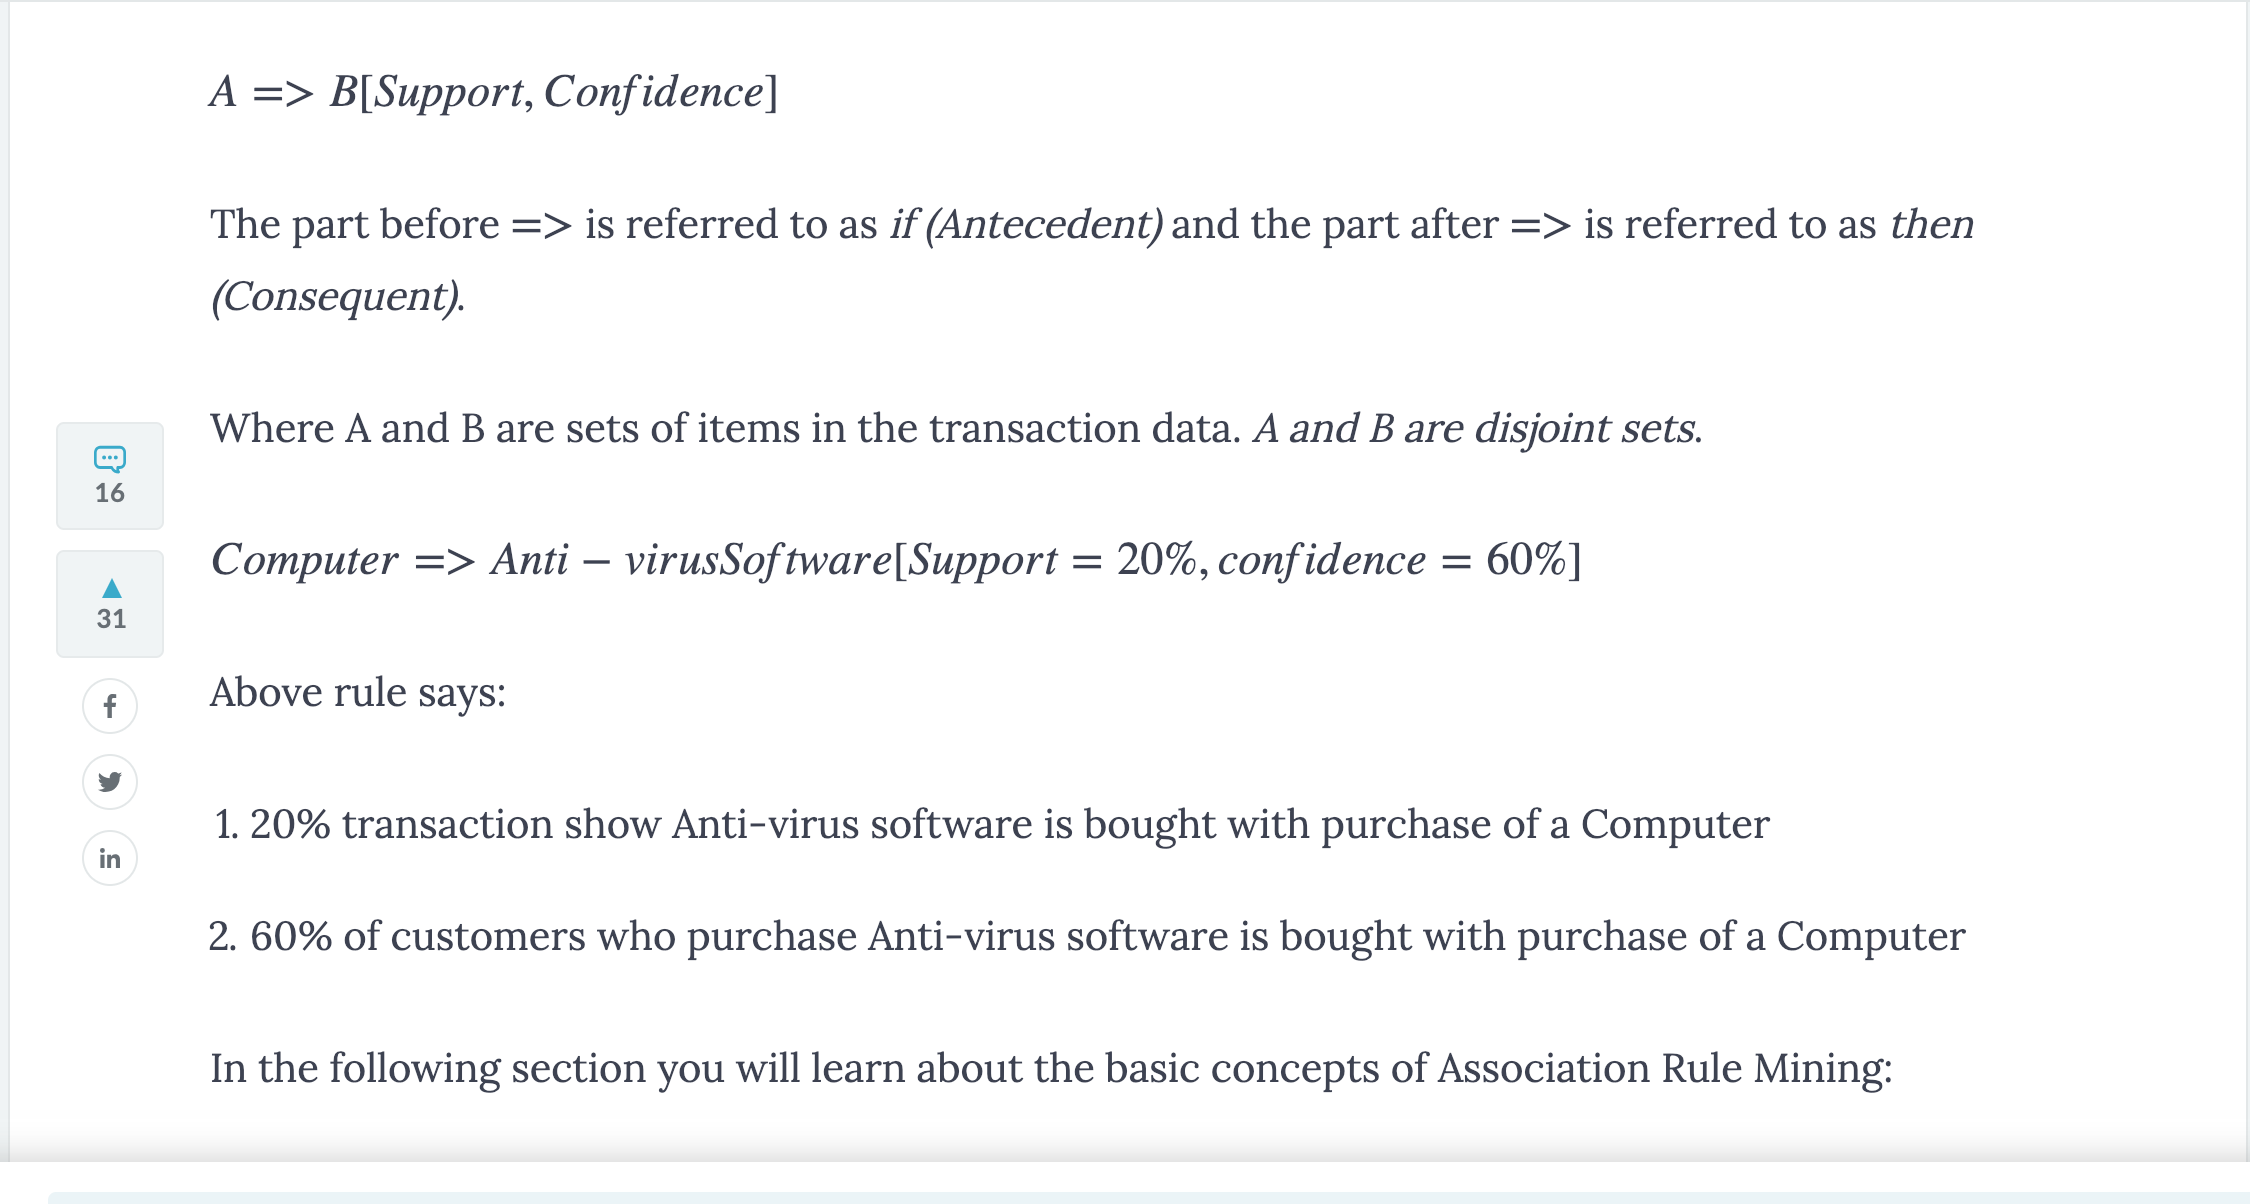 A => B[Support, Confidence]
The part before => is referred to as if (Antecedent) and the part after => is referred to as then
(Consequent).
Where A and B are sets of items in the transaction data. A and B are disjoint sets.
16
Computer => Anti − virusSoftware[Support = 20%, confidence = 60%]
31
Above rule says:
f
1. 20% transaction show Anti-virus software is bought with purchase of a Computer
in
2. 60% of customers who purchase Anti-virus software is bought with purchase of a Computer
In the following section you will learn about the basic concepts of Association Rule Mining: